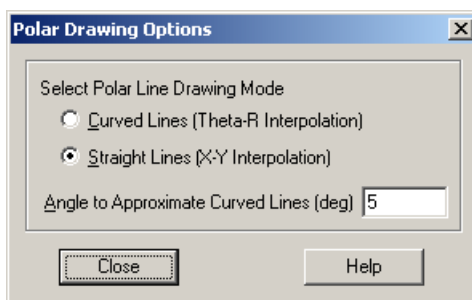 Polar Drawing Options
Select Polar Line Drawing Mode
Curved Lines (Theta-R Interpolation)
Straight Lines (X-Y Interpolation)
Angle to Approximate Curved Lines (deg) 5
Close Help